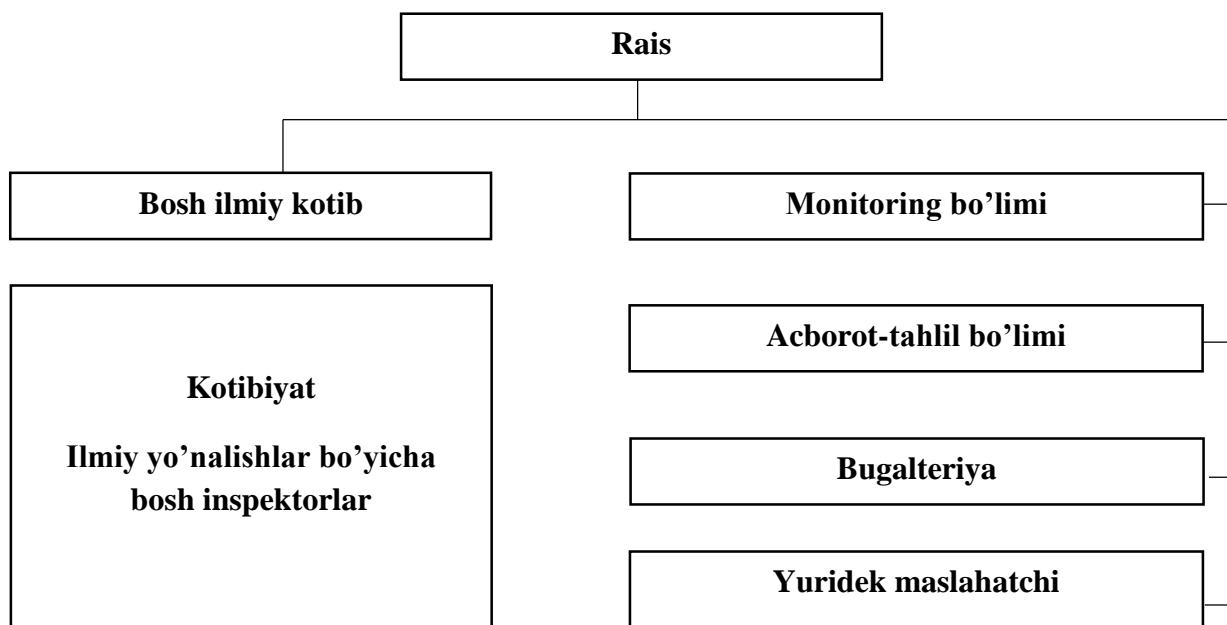 Rais
Bosh ilmiy kotib
Monitoring bo’limi
Acborot-tahlil bo’limi
Kotibiyat
Ilmiy yo’nalishlar bo’yicha
bosh inspektorlar
Bugalteriya
Yuridek maslahatchi